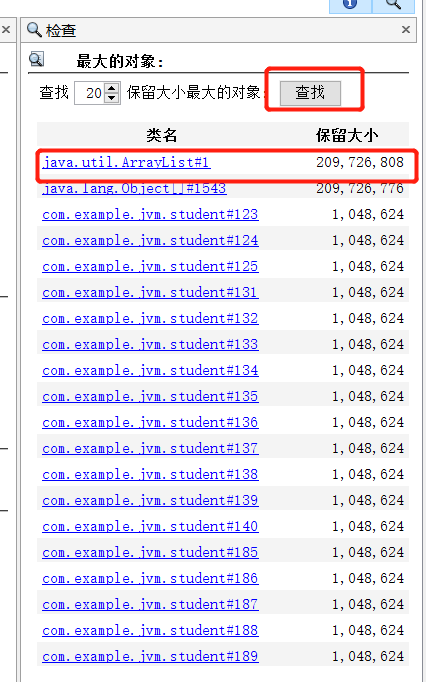 检查
最大的对象:
查找 20 保留大小最大的对象: 查找
类名 保留大小
java.util.ArrayList#1 209,726,808
java.lang.Object[]#1543 209,726,776
com.example.jvm.student#123 1,048,624
com.example.jvm.student#124 1,048,624
com.example.jvm.student#125 1,048,624
com.example.jvm.student#131 1,048,624
com.example.jvm.student#132 1,048,624
com.example.jvm.student#133 1,048,624
com.example.jvm.student#134 1,048,624
com.example.jvm.student#135 1,048,624
com.example.jvm.student#136 1,048,624
com.example.jvm.student#137 1,048,624
com.example.jvm.student#138 1,048,624
com.example.jvm.student#139 1,048,624
com.example.jvm.student#140 1,048,624
com.example.jvm.student#185 1,048,624
com.example.jvm.student#186 1,048,624
com.example.jvm.student#187 1,048,624
com.example.jvm.student#188 1,048,624
com.example.jvm.student#189 1,048,624